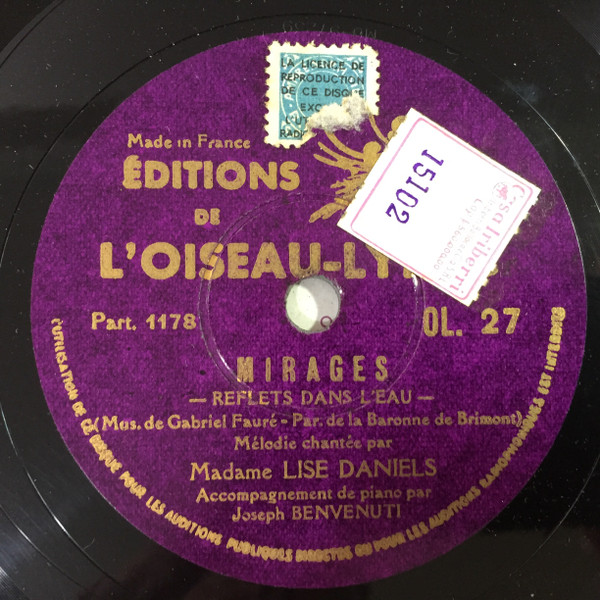 LA LICENCE DE
REPRODUCTION
DE CE DISQUE
Made in France
ÉDITIONS
DE
L'OISEAU-LY
15102
Casa Iriberri
Part. 1178
OL. 27
MIRAGES
— REFLETS DANS L'EAU —
(Mus. de Gabriel Fauré - Par. de la Baronne de Brimont)
Mélodie chantée par
Madame LISE DANIELS
Accompagnement de piano par
Joseph BENVENUTI
L'UTILISATION DE CE DISQUE POUR LES AUDITIONS PUBLIQUES DIRECTES OU POUR LES AUDITIONS RADIOPHONIQUES EST INTERDITE